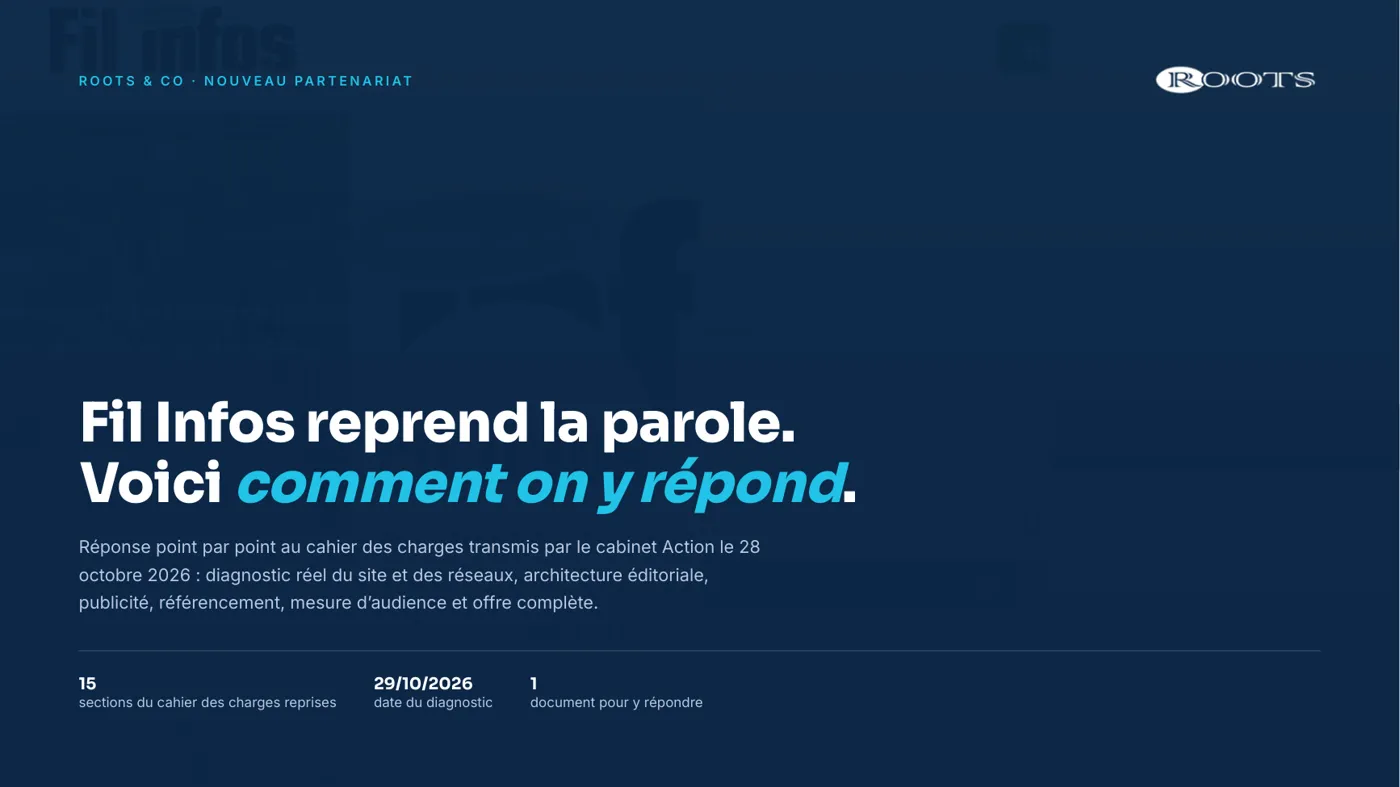 Fil infos
ROOTS & CO · NOUVEAU PARTENARIAT
ROOTS
Fil Infos reprend la parole.
Voici comment on y répond.
Réponse point par point au cahier des charges transmis par le cabinet Action le 28
octobre 2026 : diagnostic réel du site et des réseaux, architecture éditoriale,
publicité, référencement, mesure d’audience et offre complète.
15
sections du cahier des charges reprises
29/10/2026
date du diagnostic
1
document pour y répondre